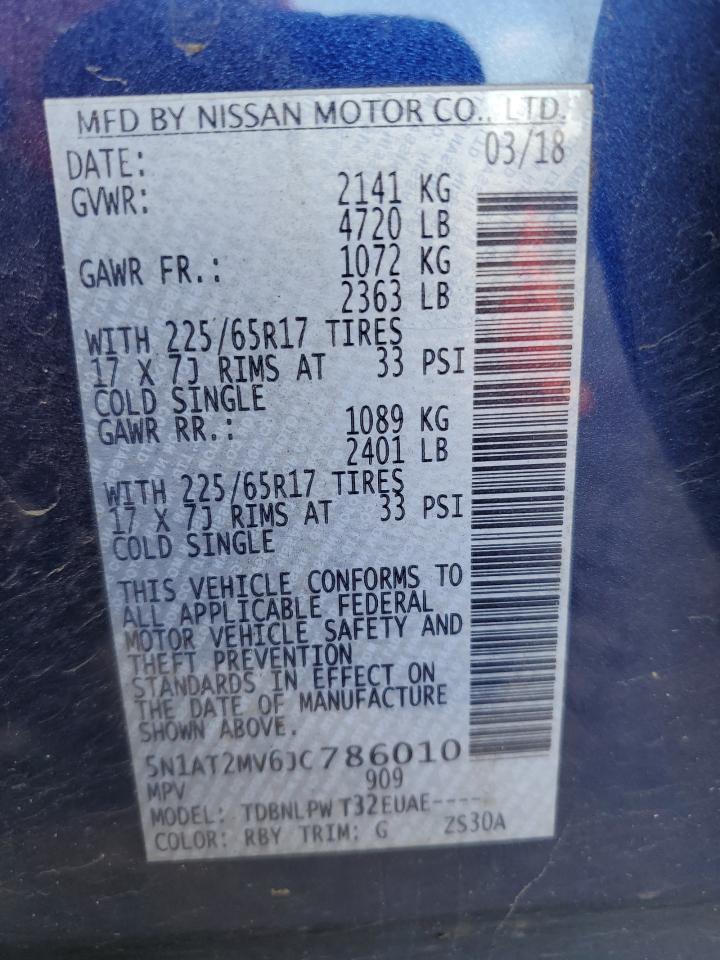 MFD BY NISSAN MOTOR CO., LTD.
DATE: 03/18
GVWR: 2141 KG
4720 LB
GAWR FR.: 1072 KG
2363 LB
WITH 225/65R17 TIRES
17 X 7J RIMS AT 33 PSI
COLD SINGLE
GAWR RR.: 1089 KG
2401 LB
WITH 225/65R17 TIRES
17 X 7J RIMS AT 33 PSI
COLD SINGLE
THIS VEHICLE CONFORMS TO
ALL APPLICABLE FEDERAL
MOTOR VEHICLE SAFETY AND
THEFT PREVENTION
STANDARDS IN EFFECT ON
THE DATE OF MANUFACTURE
SHOWN ABOVE.
5N1AT2MV6JC786010
MPV 909
MODEL: TDBNLPW T32EUAE----
COLOR: RBY TRIM: G ZS30A